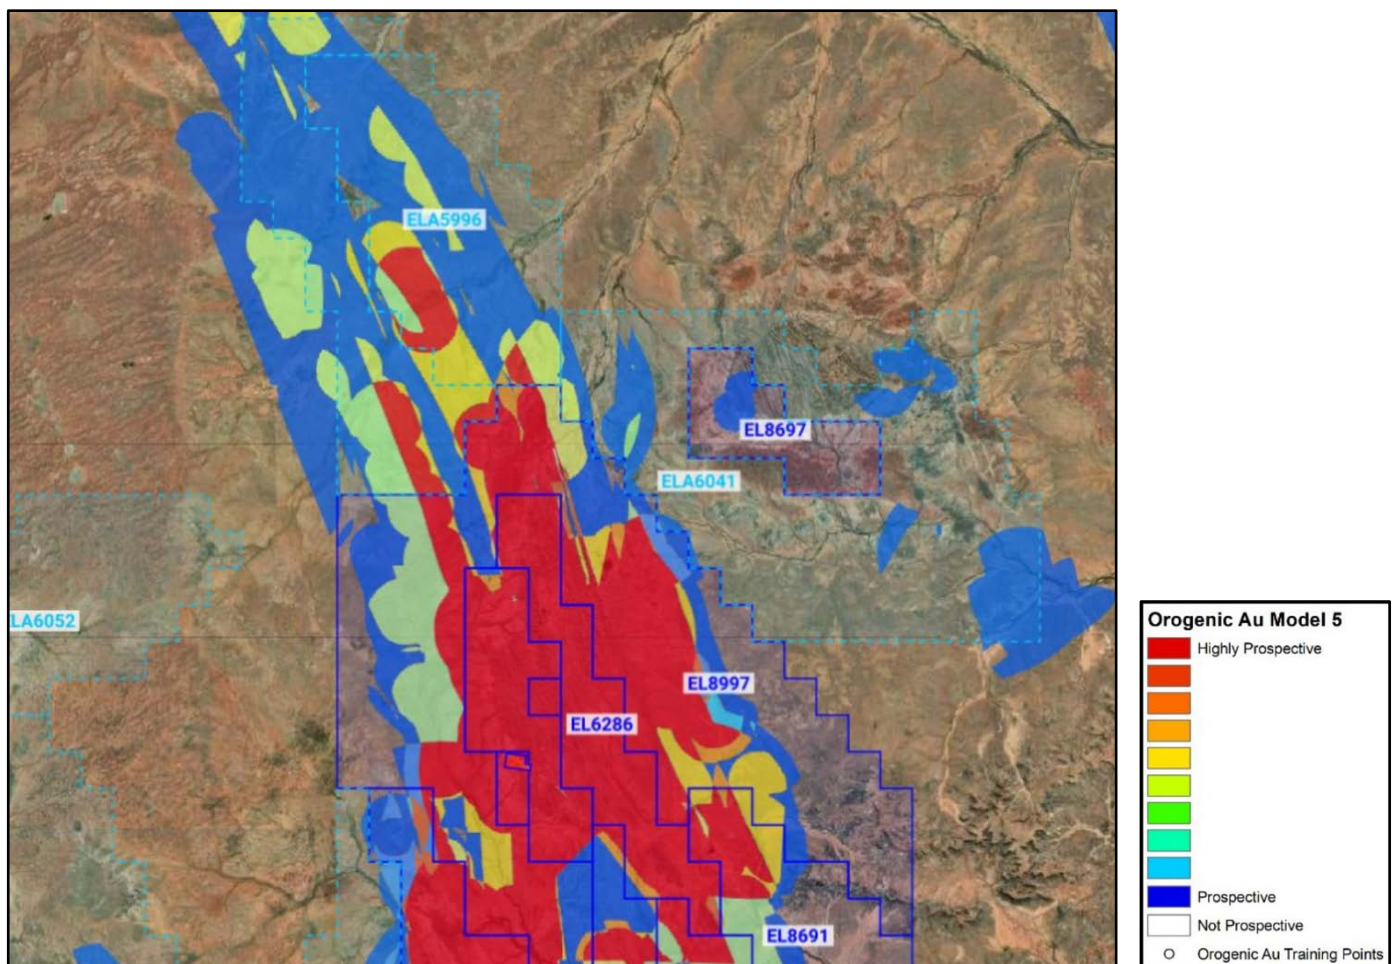 ELA5996
EL8697
ELA6041
LA6052
EL8997
EL6286
EL8691
Orogenic Au Model 5
Highly Prospective
Prospective
Not Prospective
Orogenic Au Training Points